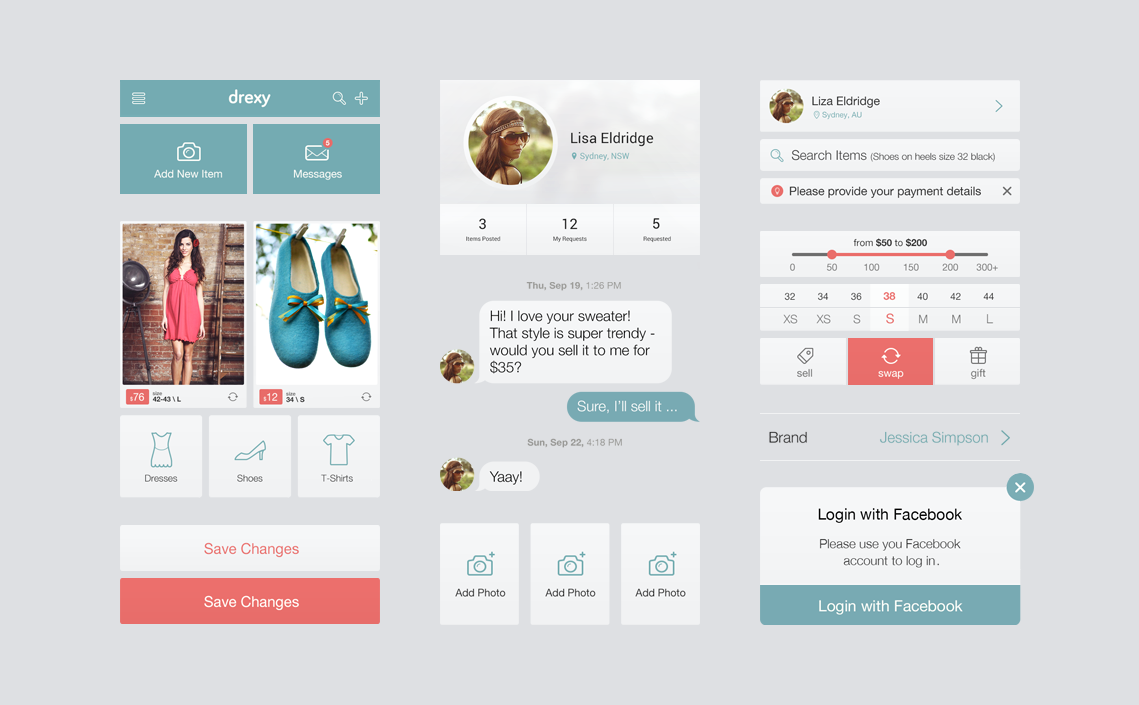 drexy
Add New Item
5
Messages
$76
size
42-43 \ L
$12
size
34 \ S
Dresses
Shoes
T-Shirts
Save Changes
Save Changes
Lisa Eldridge
Sydney, NSW
3
Items Posted
12
My Requests
5
Requested
Thu, Sep 19, 1:26 PM
Hi! I love your sweater!
That style is super trendy -
would you sell it to me for
$35?
Sure, I'll sell it ...
Sun, Sep 22, 4:18 PM
Yaay!
Add Photo
Add Photo
Add Photo
Liza Eldridge
Sydney, AU
Search Items (Shoes on heels size 32 black)
Please provide your payment details
from $50 to $200
0 50 100 150 200 300+
32 34 36 38 40 42 44
XS XS S S M M L
sell
swap
gift
Brand Jessica Simpson
Login with Facebook
Please use you Facebook
account to log in.
Login with Facebook